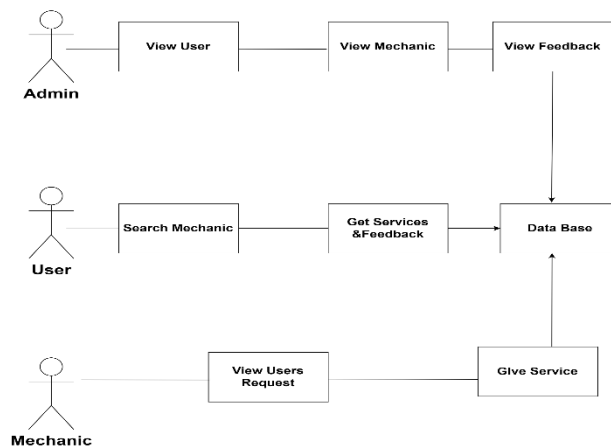 View User
View Mechanic
View Feedback
Admin
Search Mechanic
Get Services
&Feedback
Data Base
User
View Users
Request
GIve Service
Mechanic